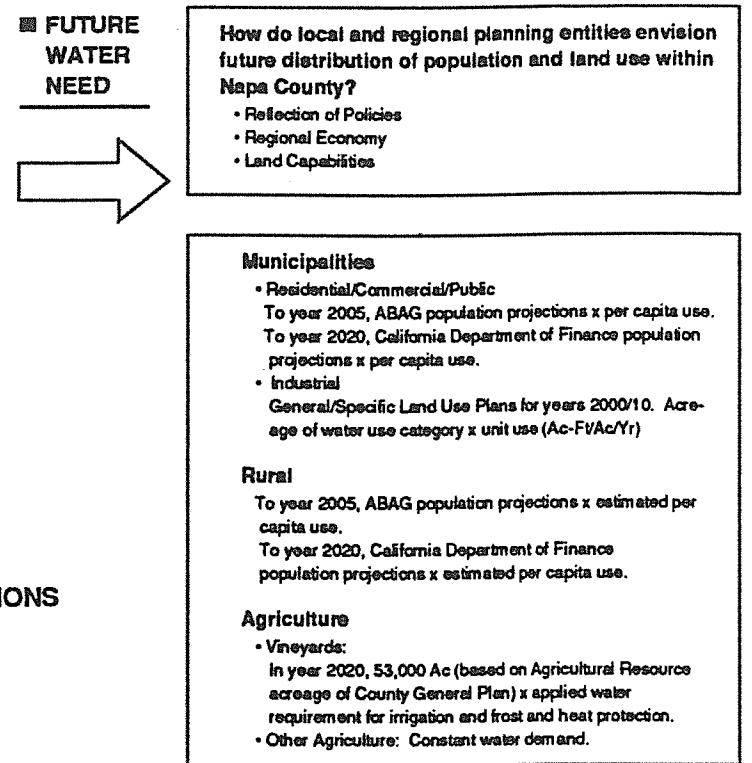 ■ FUTURE
WATER
NEED
How do local and regional planning entities envision
future distribution of population and land use within
Napa County?
• Reflection of Policies
• Regional Economy
• Land Capabilities
Municipalities
• Residential/Commercial/Public
To year 2005, ABAG population projections x per capita use.
To year 2020, California Department of Finance population
projections x per capita use.
• Industrial
General/Specific Land Use Plans for years 2000/10. Acre-
age of water use category x unit use (Ac-Ft/Ac/Yr)
Rural
To year 2005, ABAG population projections x estimated per
capita use.
To year 2020, California Department of Finance
population projections x estimated per capita use.
IONS
Agriculture
• Vineyards:
In year 2020, 53,000 Ac (based on Agricultural Resource
acreage of County General Plan) x applied water
requirement for irrigation and frost and heat protection.
• Other Agriculture: Constant water demand.